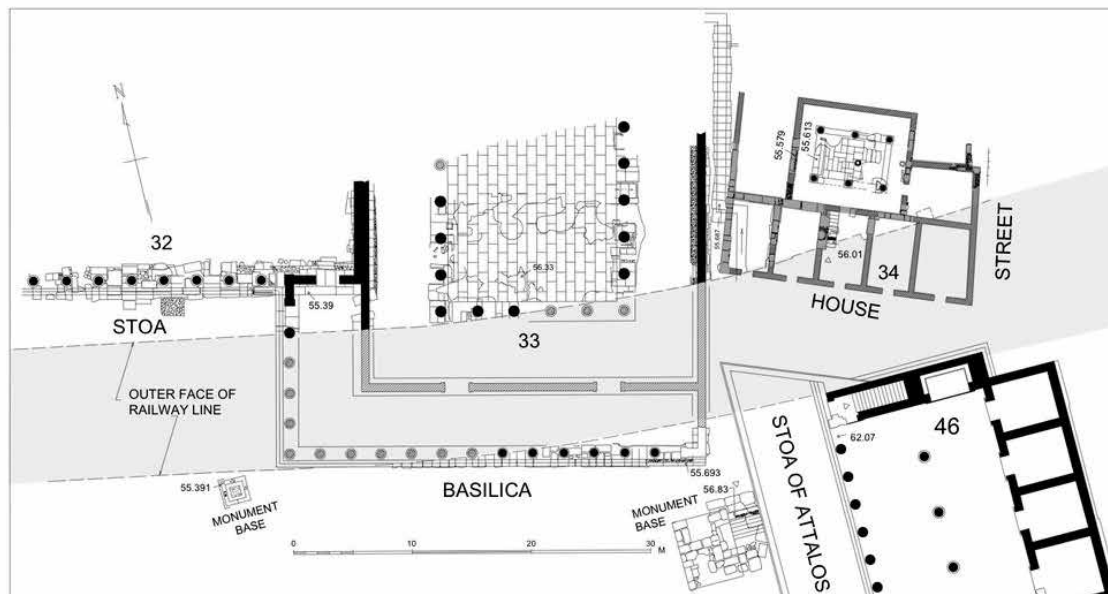 N
32
STOA
55.39
OUTER FACE OF
RAILWAY LINE
56.33
33
55.687
55.579
55.613
56.01
34
HOUSE
STREET
55.391
MONUMENT
BASE
BASILICA
55.693
56.83
MONUMENT
BASE
0
10
20
30
M
STOA OF ATTALOS
62.07
46